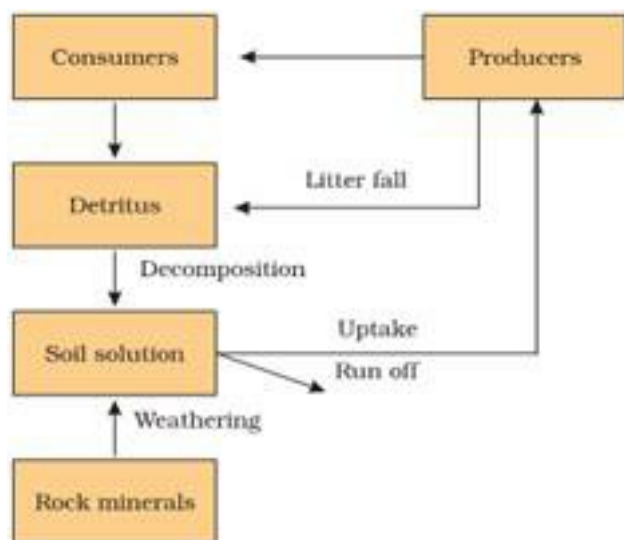 Consumers
Producers
Litter fall
Detritus
Decomposition
Uptake
Soil solution
Run off
Weathering
Rock minerals